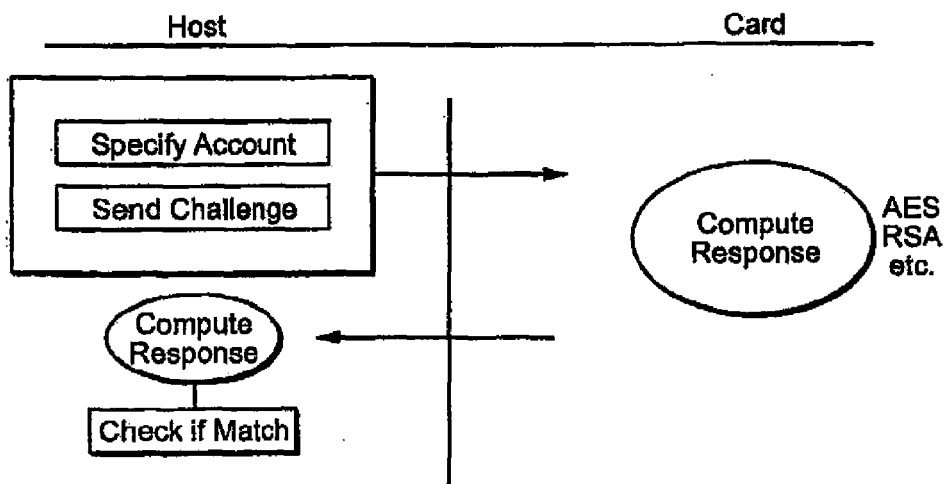 Host
Card
Specify Account
Send Challenge
Compute
Response
AES
RSA
etc.
Compute
Response
Check if Match